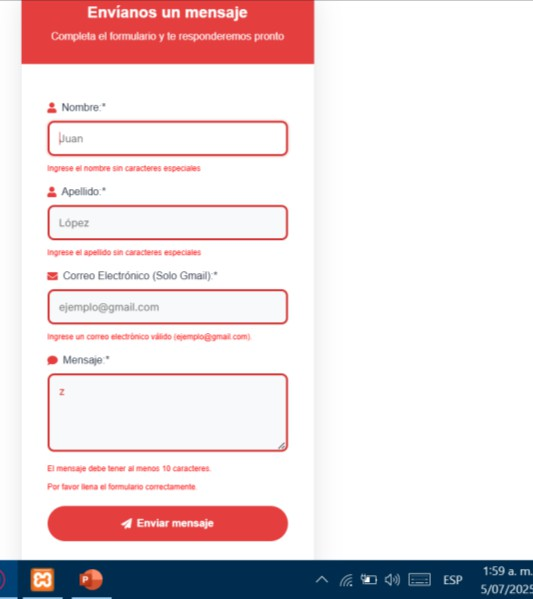 Envíanos un mensaje
Completa el formulario y te responderemos pronto
Nombre:*
Juan
Ingrese el nombre sin caracteres especiales
Apellido:*
López
Ingrese el apellido sin caracteres especiales
Correo Electrónico (Solo Gmail):*
ejemplo@gmail.com
Ingrese un correo electrónico válido (ejemplo@gmail.com)
Mensaje:*
z
El mensaje debe tener al menos 10 caracteres.
Por favor llena el formulario correctamente.
Enviar mensaje
P
ESP
1:59 a. m.
5/07/2025